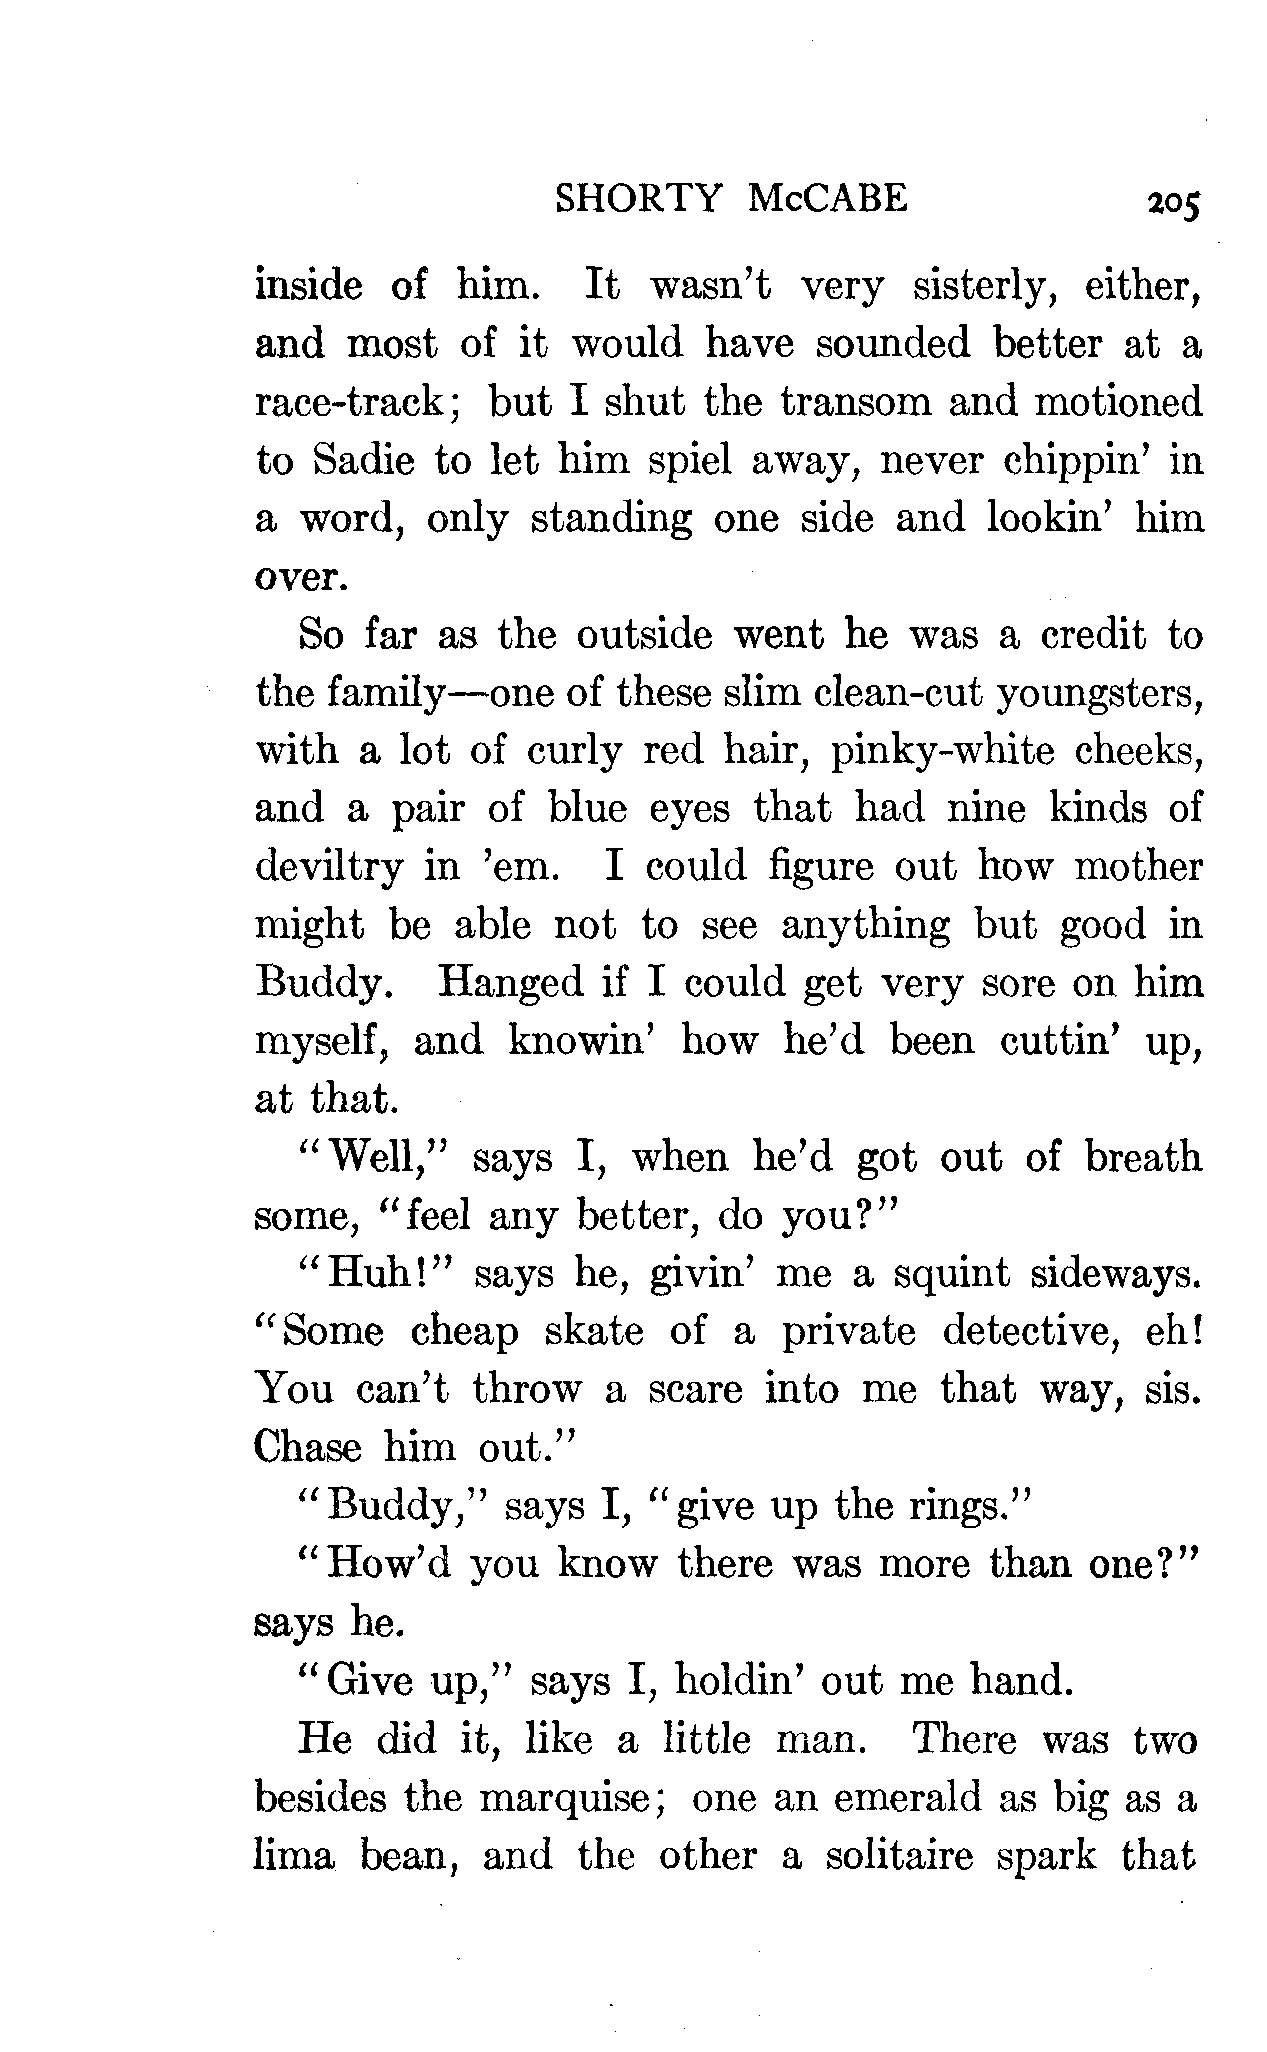 SHORTY McCABE 205
inside of him. It wasn't very sisterly, either,
and most of it would have sounded better at a
race-track; but I shut the transom and motioned
to Sadie to let him spiel away, never chippin' in
a word, only standing one side and lookin' him
over.
So far as the outside went he was a credit to
the family—one of these slim clean-cut youngsters,
with a lot of curly red hair, pinky-white cheeks,
and a pair of blue eyes that had nine kinds of
deviltry in 'em. I could figure out how mother
might be able not to see anything but good in
Buddy. Hanged if I could get very sore on him
myself, and knowin' how he'd been cuttin' up,
at that.
"Well," says I, when he'd got out of breath
some, "feel any better, do you?"
"Huh!" says he, givin' me a squint sideways.
"Some cheap skate of a private detective, eh!
You can't throw a scare into me that way, sis.
Chase him out."
"Buddy," says I, "give up the rings."
"How'd you know there was more than one?"
says he.
"Give up," says I, holdin' out me hand.
He did it, like a little man. There was two
besides the marquise; one an emerald as big as a
lima bean, and the other a solitaire spark that